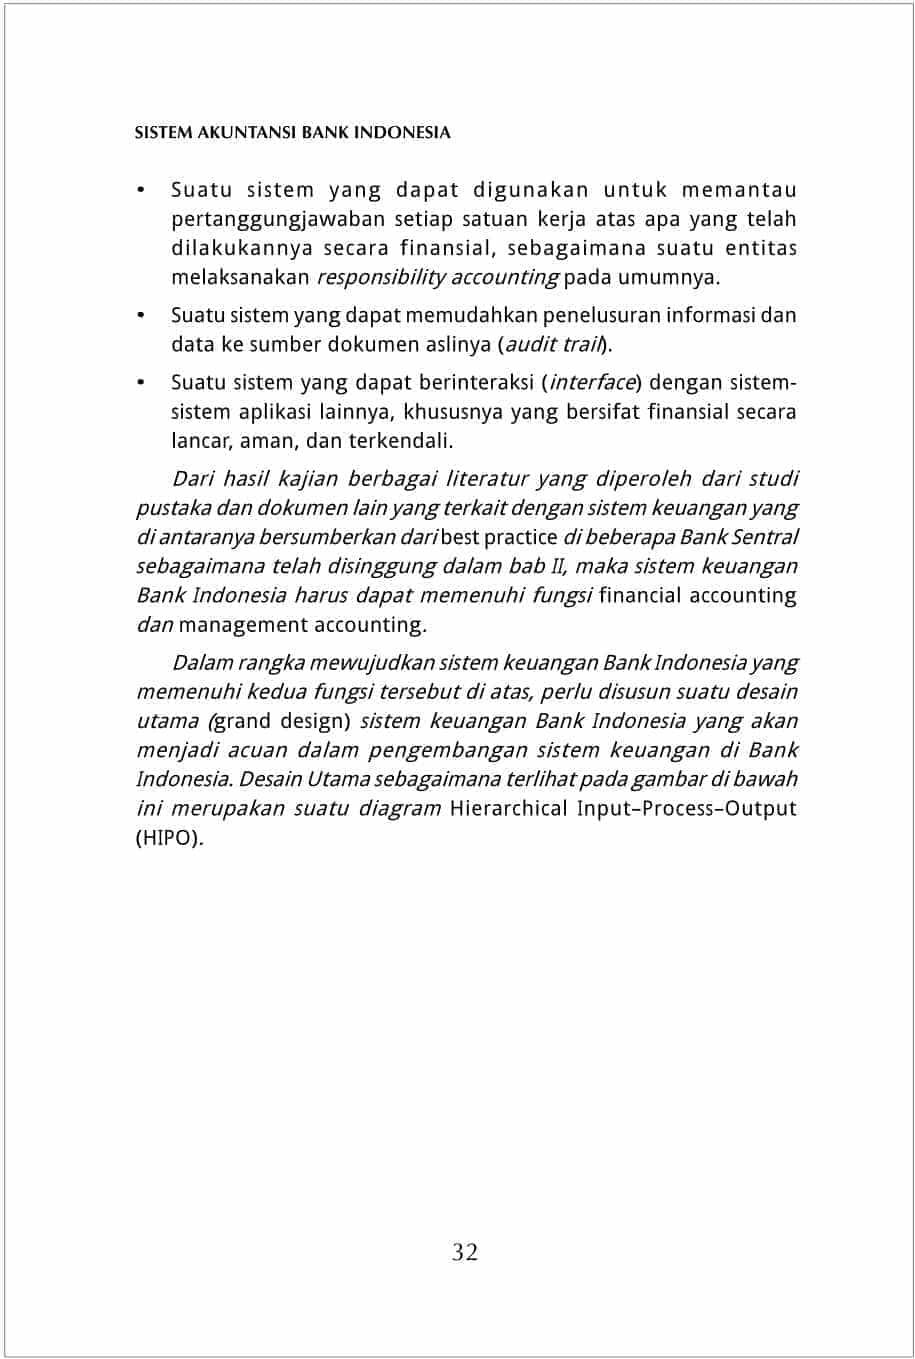 SISTEM AKUNTANSI BANK INDONESIA
• Suatu sistem yang dapat digunakan untuk memantau
pertanggungjawaban setiap satuan kerja atas apa yang telah
dilakukannya secara finansial, sebagaimana suatu entitas
melaksanakan responsibility accounting pada umumnya.
• Suatu sistem yang dapat memudahkan penelusuran informasi dan
data ke sumber dokumen aslinya (audit trail).
• Suatu sistem yang dapat berinteraksi (interface) dengan sistem-
sistem aplikasi lainnya, khususnya yang bersifat finansial secara
lancar, aman, dan terkendali.
Dari hasil kajian berbagai literatur yang diperoleh dari studi
pustaka dan dokumen lain yang terkait dengan sistem keuangan yang
di antaranya bersumberkan dari best practice di beberapa Bank Sentral
sebagaimana telah disinggung dalam bab II, maka sistem keuangan
Bank Indonesia harus dapat memenuhi fungsi financial accounting
dan management accounting.
Dalam rangka mewujudkan sistem keuangan Bank Indonesia yang
memenuhi kedua fungsi tersebut di atas, perlu disusun suatu desain
utama (grand design) sistem keuangan Bank Indonesia yang akan
menjadi acuan dalam pengembangan sistem keuangan di Bank
Indonesia. Desain Utama sebagaimana terlihat pada gambar di bawah
ini merupakan suatu diagram Hierarchical Input–Process–Output
(HIPO).
32